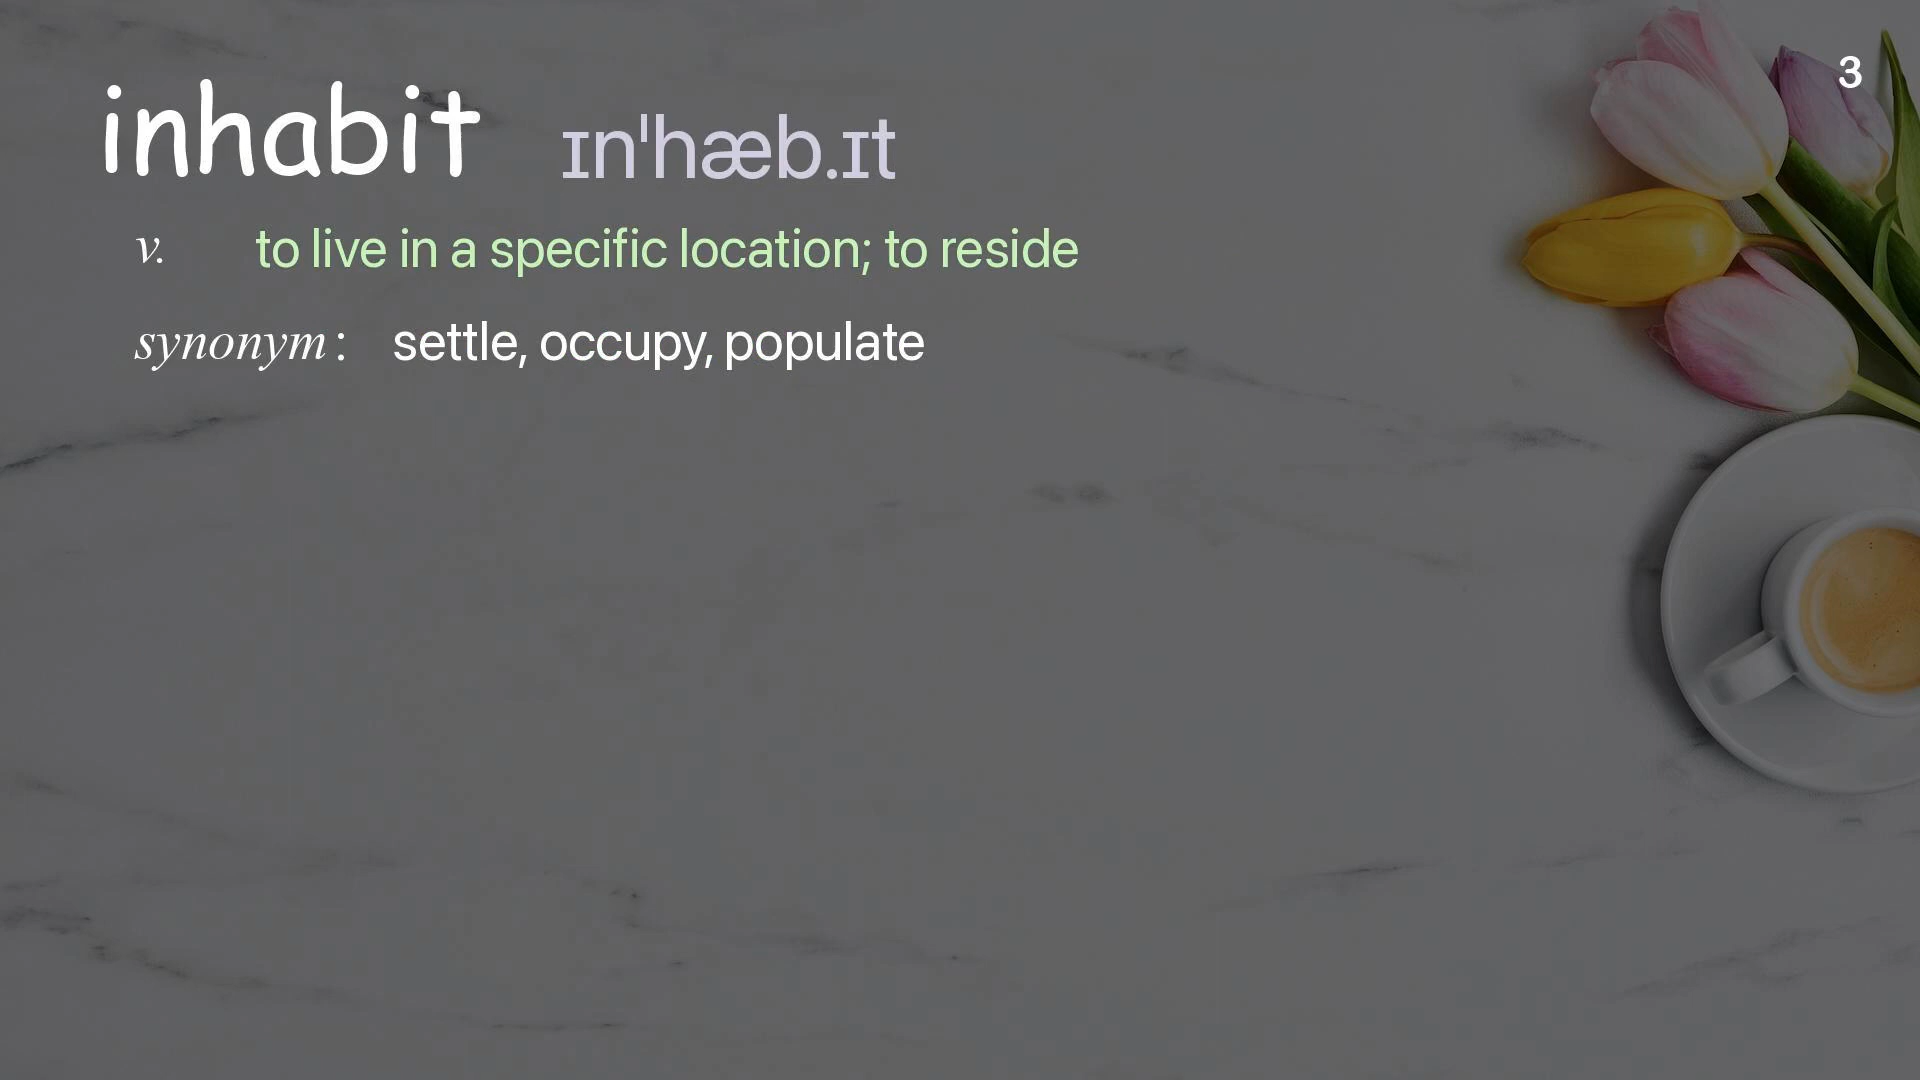 3
inhabit ɪnˈhæb.ɪt
v. to live in a specific location; to reside
synonym : settle, occupy, populate